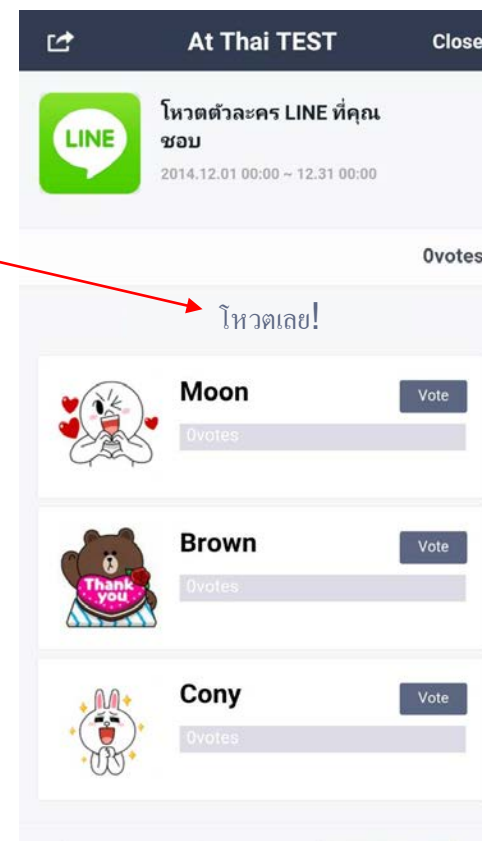 At Thai TEST
Close
LINE
โหวตตัวละคร LINE ที่คุณ
ชอบ
2014.12.01 00:00 ~ 12.31 00:00
0votes
โหวตเลย!
Moon
Vote
0votes
Brown
Vote
0votes
Thank
you
Cony
Vote
0votes